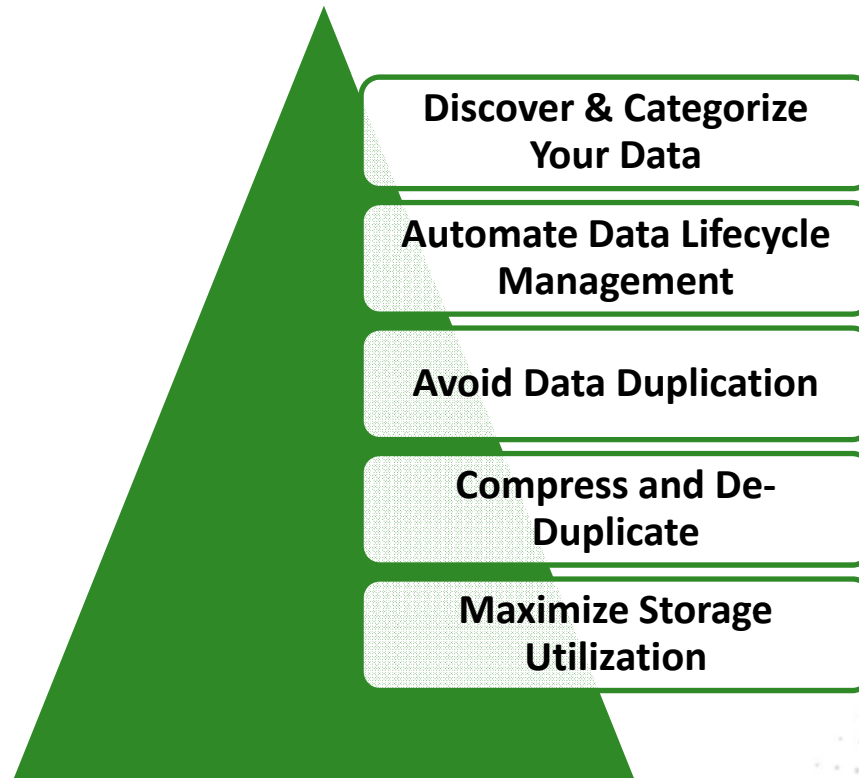 Discover & Categorize
Your Data
Automate Data Lifecycle
Management
Avoid Data Duplication
Compress and De-
Duplicate
Maximize Storage
Utilization